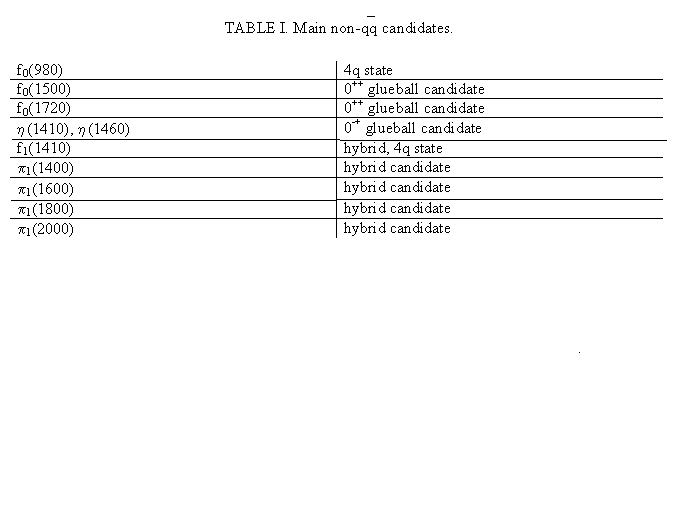 TABLE I. Main non-qq̅ candidates.
f₀(980) 4q state
f₀(1500) 0⁺⁺ glueball candidate
f₀(1720) 0⁺⁺ glueball candidate
η (1410), η (1460) 0⁻⁺ glueball candidate
f₁(1410) hybrid, 4q state
π₁(1400) hybrid candidate
π₁(1600) hybrid candidate
π₁(1800) hybrid candidate
π₁(2000) hybrid candidate